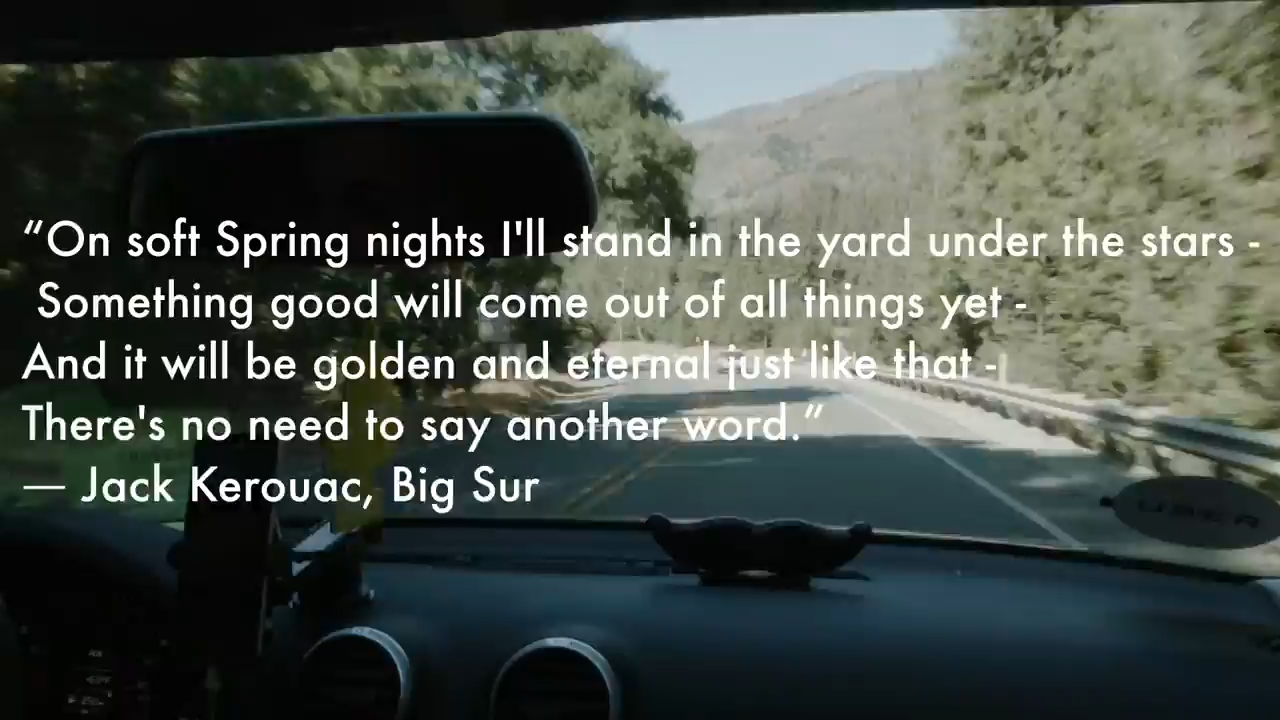 “On soft Spring nights I'll stand in the yard under the stars -
Something good will come out of all things yet -
And it will be golden and eternal just like that -
There's no need to say another word.”
— Jack Kerouac, Big Sur
UBER